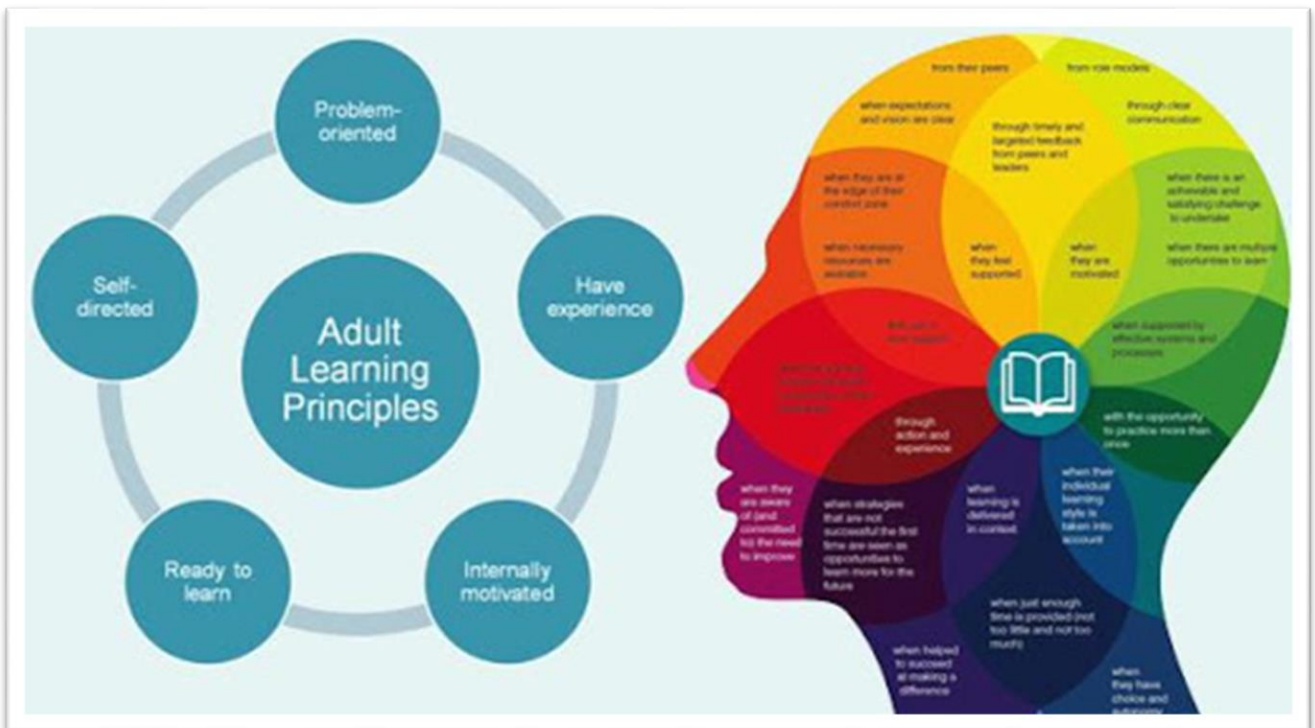 Problem-
oriented
Self-
directed
Have
experience
Adult
Learning
Principles
Ready to
learn
Internally
motivated
from their peers
from role models
when expectations
and vision are clear
through clear
communication
through timely and
targeted feedback
from peers and
leaders
when they are at
the edge of their
comfort zone
when there is an
achievable and
satisfying challenge
to undertake
when necessary
resources are
available
when
they feel
supported
when
they are
motivated
when there are multiple
opportunities to learn
when supported by
effective systems and
processes
through
action and
experience
with the opportunity
to practice more than
once
when they
are aware
of (and
committed
to) the need
to improve
when strategies
that are not
successful the first
time are seen as
opportunities to
learn more for the
future
when
learning is
delivered
in context
when their
individual
learning
style is
taken into
account
when just enough
time is provided (not
too little and not too
much)
when helped
to succeed
at making a
difference
when
they have
choice and
autonomy